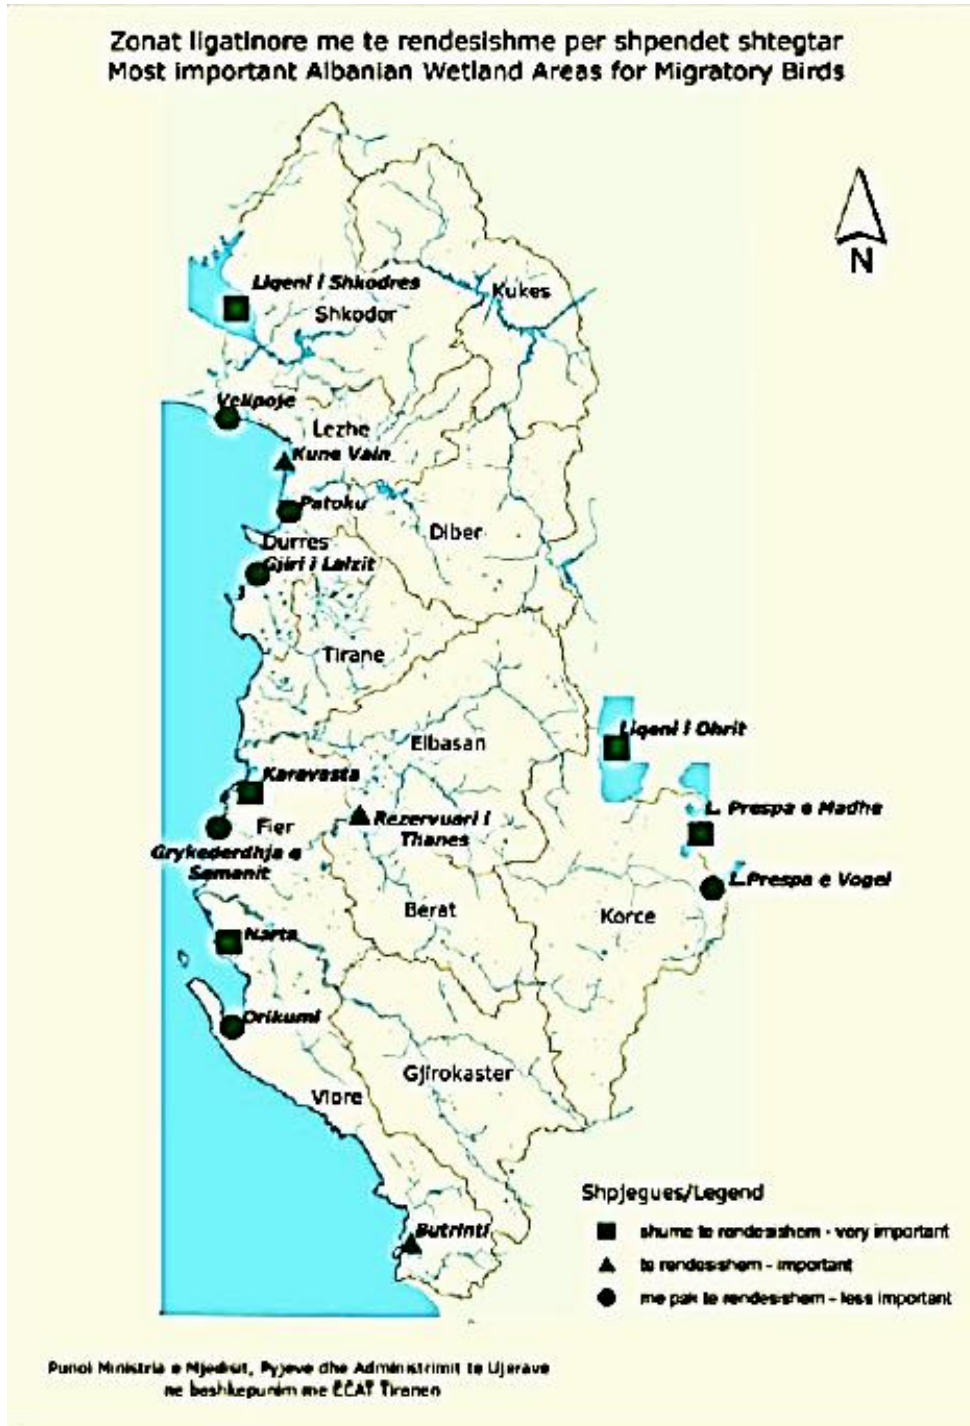 Zonat ligatinore me te rendesishme per shpendet shtegtar
Most important Albanian Wetland Areas for Migratory Birds
N
Liqeni i Shkodres
Shkoder
Kukes
Velipoje
Lezhe
Kune Vain
Patoku
Diber
Durres
Gjiri i Lalzit
Tirane
Liqeni i Ohrit
Elbasan
Karavasta
L. Prespa e Madhe
Rezervuari i
Thanes
Fier
Grykederdhja e
Semanit
L.Prespa e Vogel
Berat
Korce
Narta
Orikumi
Gjirokaster
Vlore
Butrinti
Shpjegues/Legend
shume te rendesishem - very important
te rendesishem - important
me pak te rendesishem - less important
Punoi Ministria e Mjedisit, Pyjeve dhe Administrimit te Ujerave
ne bashkepunim me ECAT Tiranen